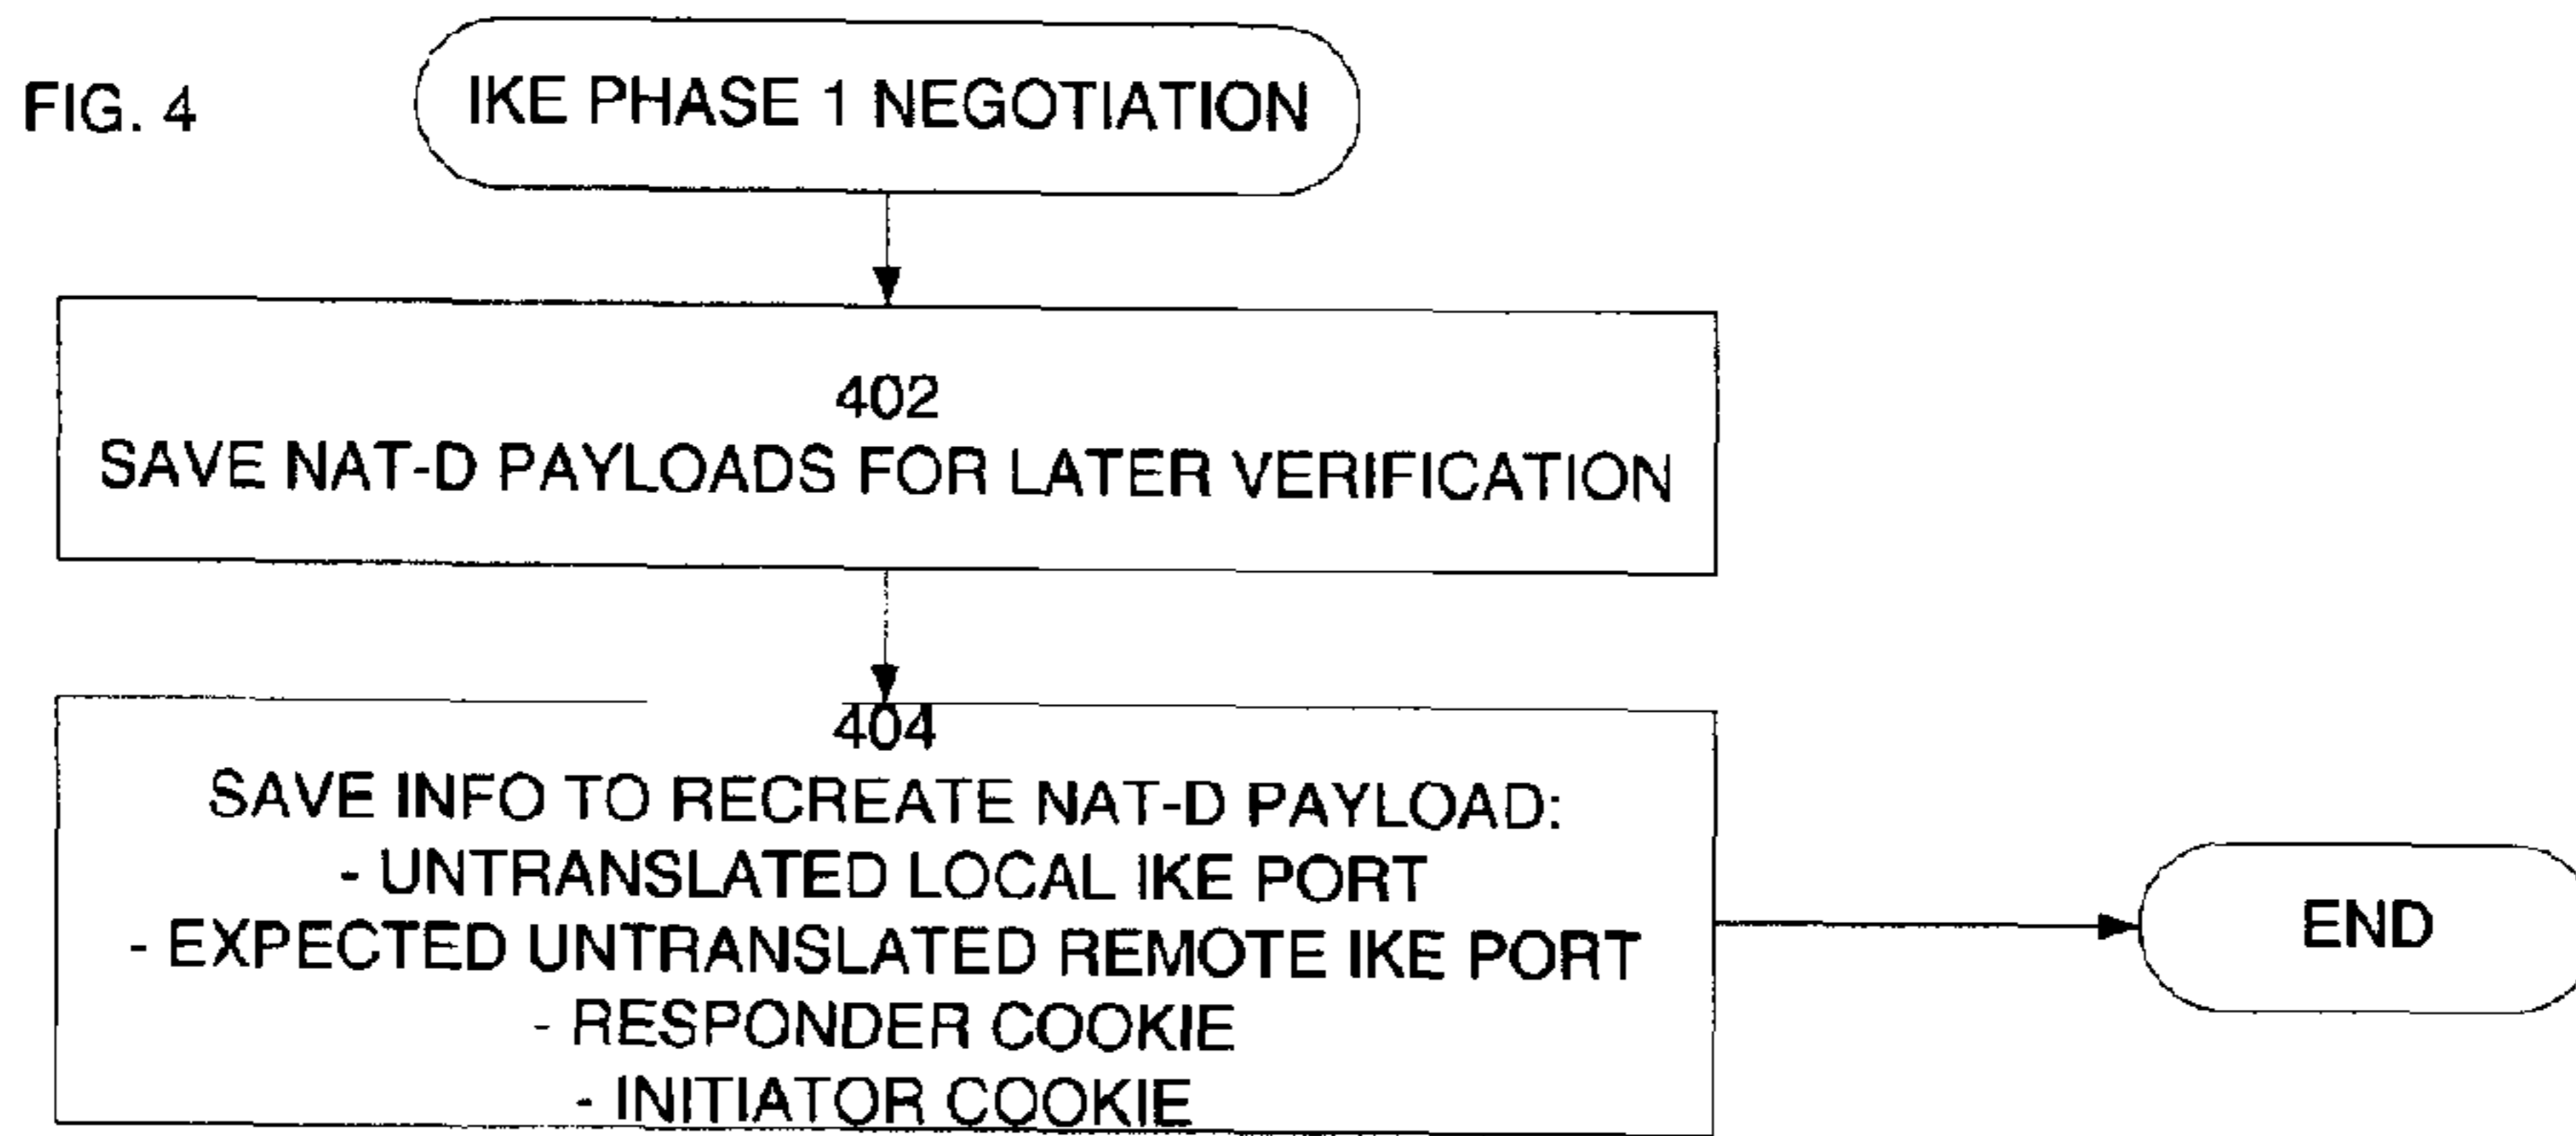 FIG. 4
IKE PHASE 1 NEGOTIATION
402
SAVE NAT-D PAYLOADS FOR LATER VERIFICATION
404
SAVE INFO TO RECREATE NAT-D PAYLOAD:
- UNTRANSLATED LOCAL IKE PORT
- EXPECTED UNTRANSLATED REMOTE IKE PORT
- RESPONDER COOKIE
- INITIATOR COOKIE
END